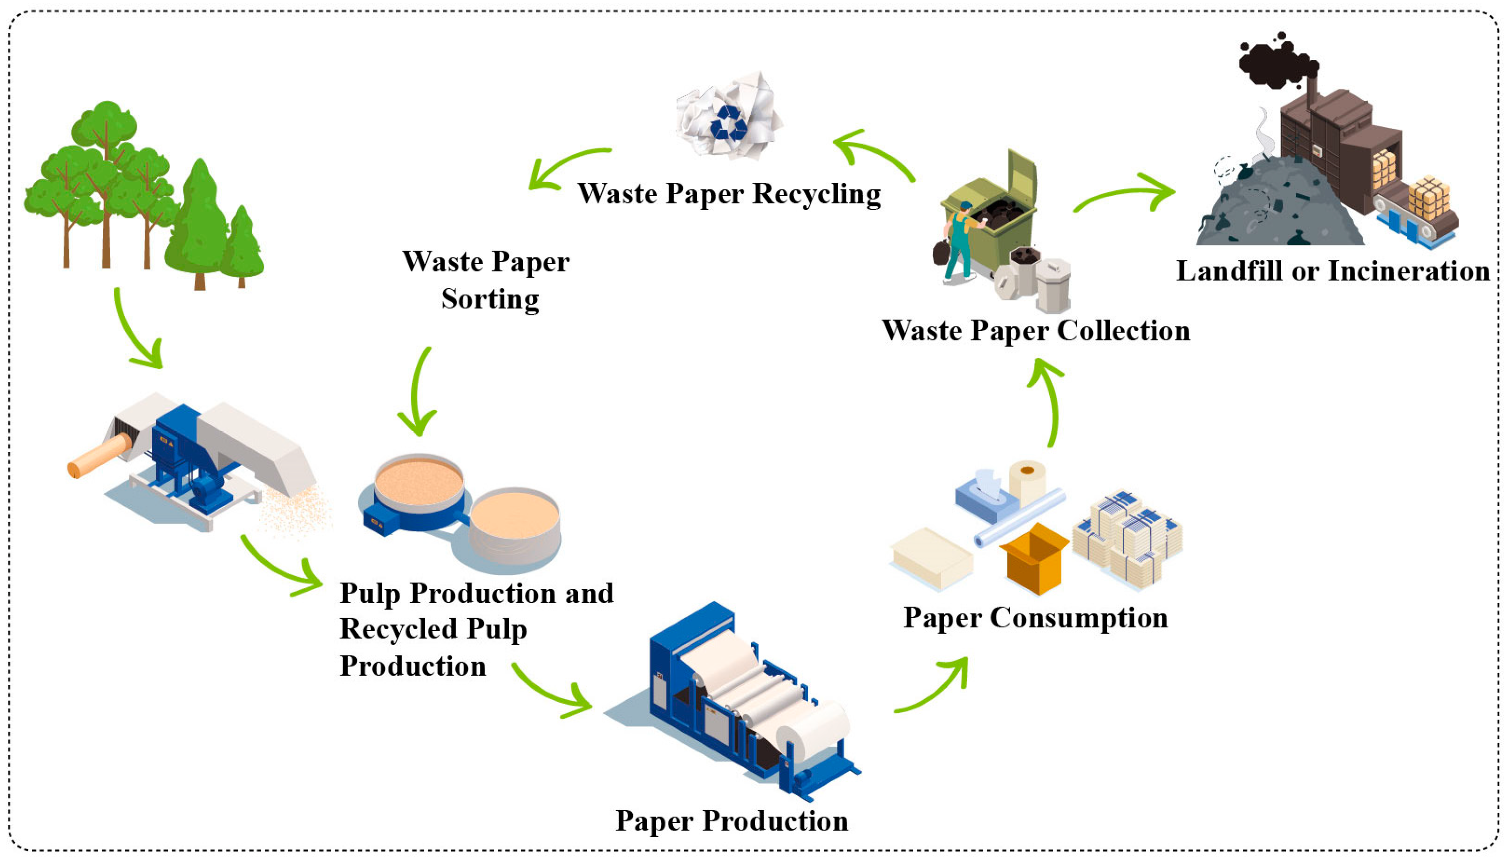 Waste Paper Recycling
Landfill or Incineration
Waste Paper
Sorting
Waste Paper Collection
Pulp Production and
Recycled Pulp
Production
Paper Consumption
Paper Production